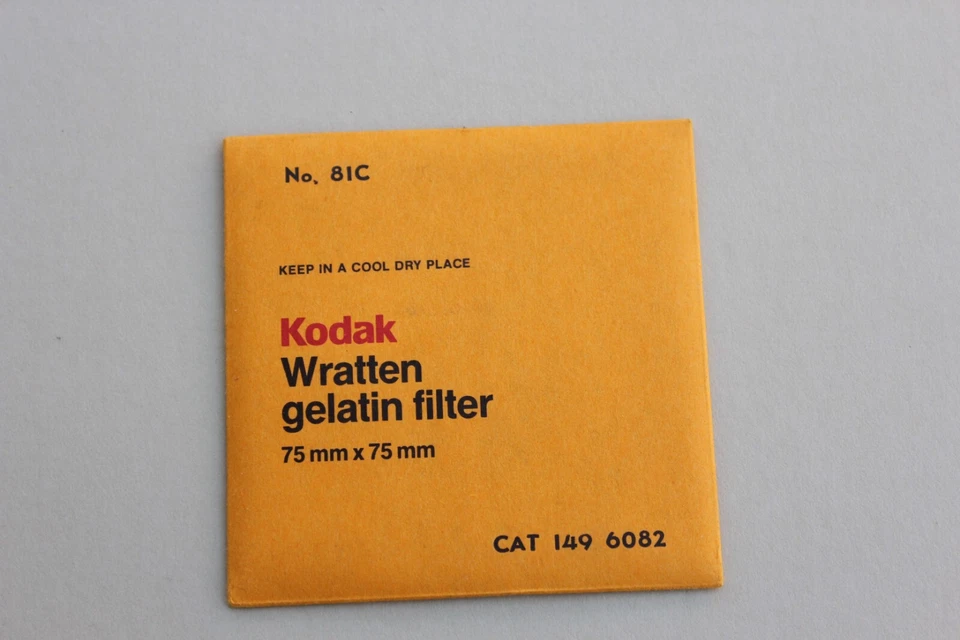 No. 81C
KEEP IN A COOL DRY PLACE
Kodak
Wratten
gelatin filter
75 mm x 75 mm
CAT 149 6082